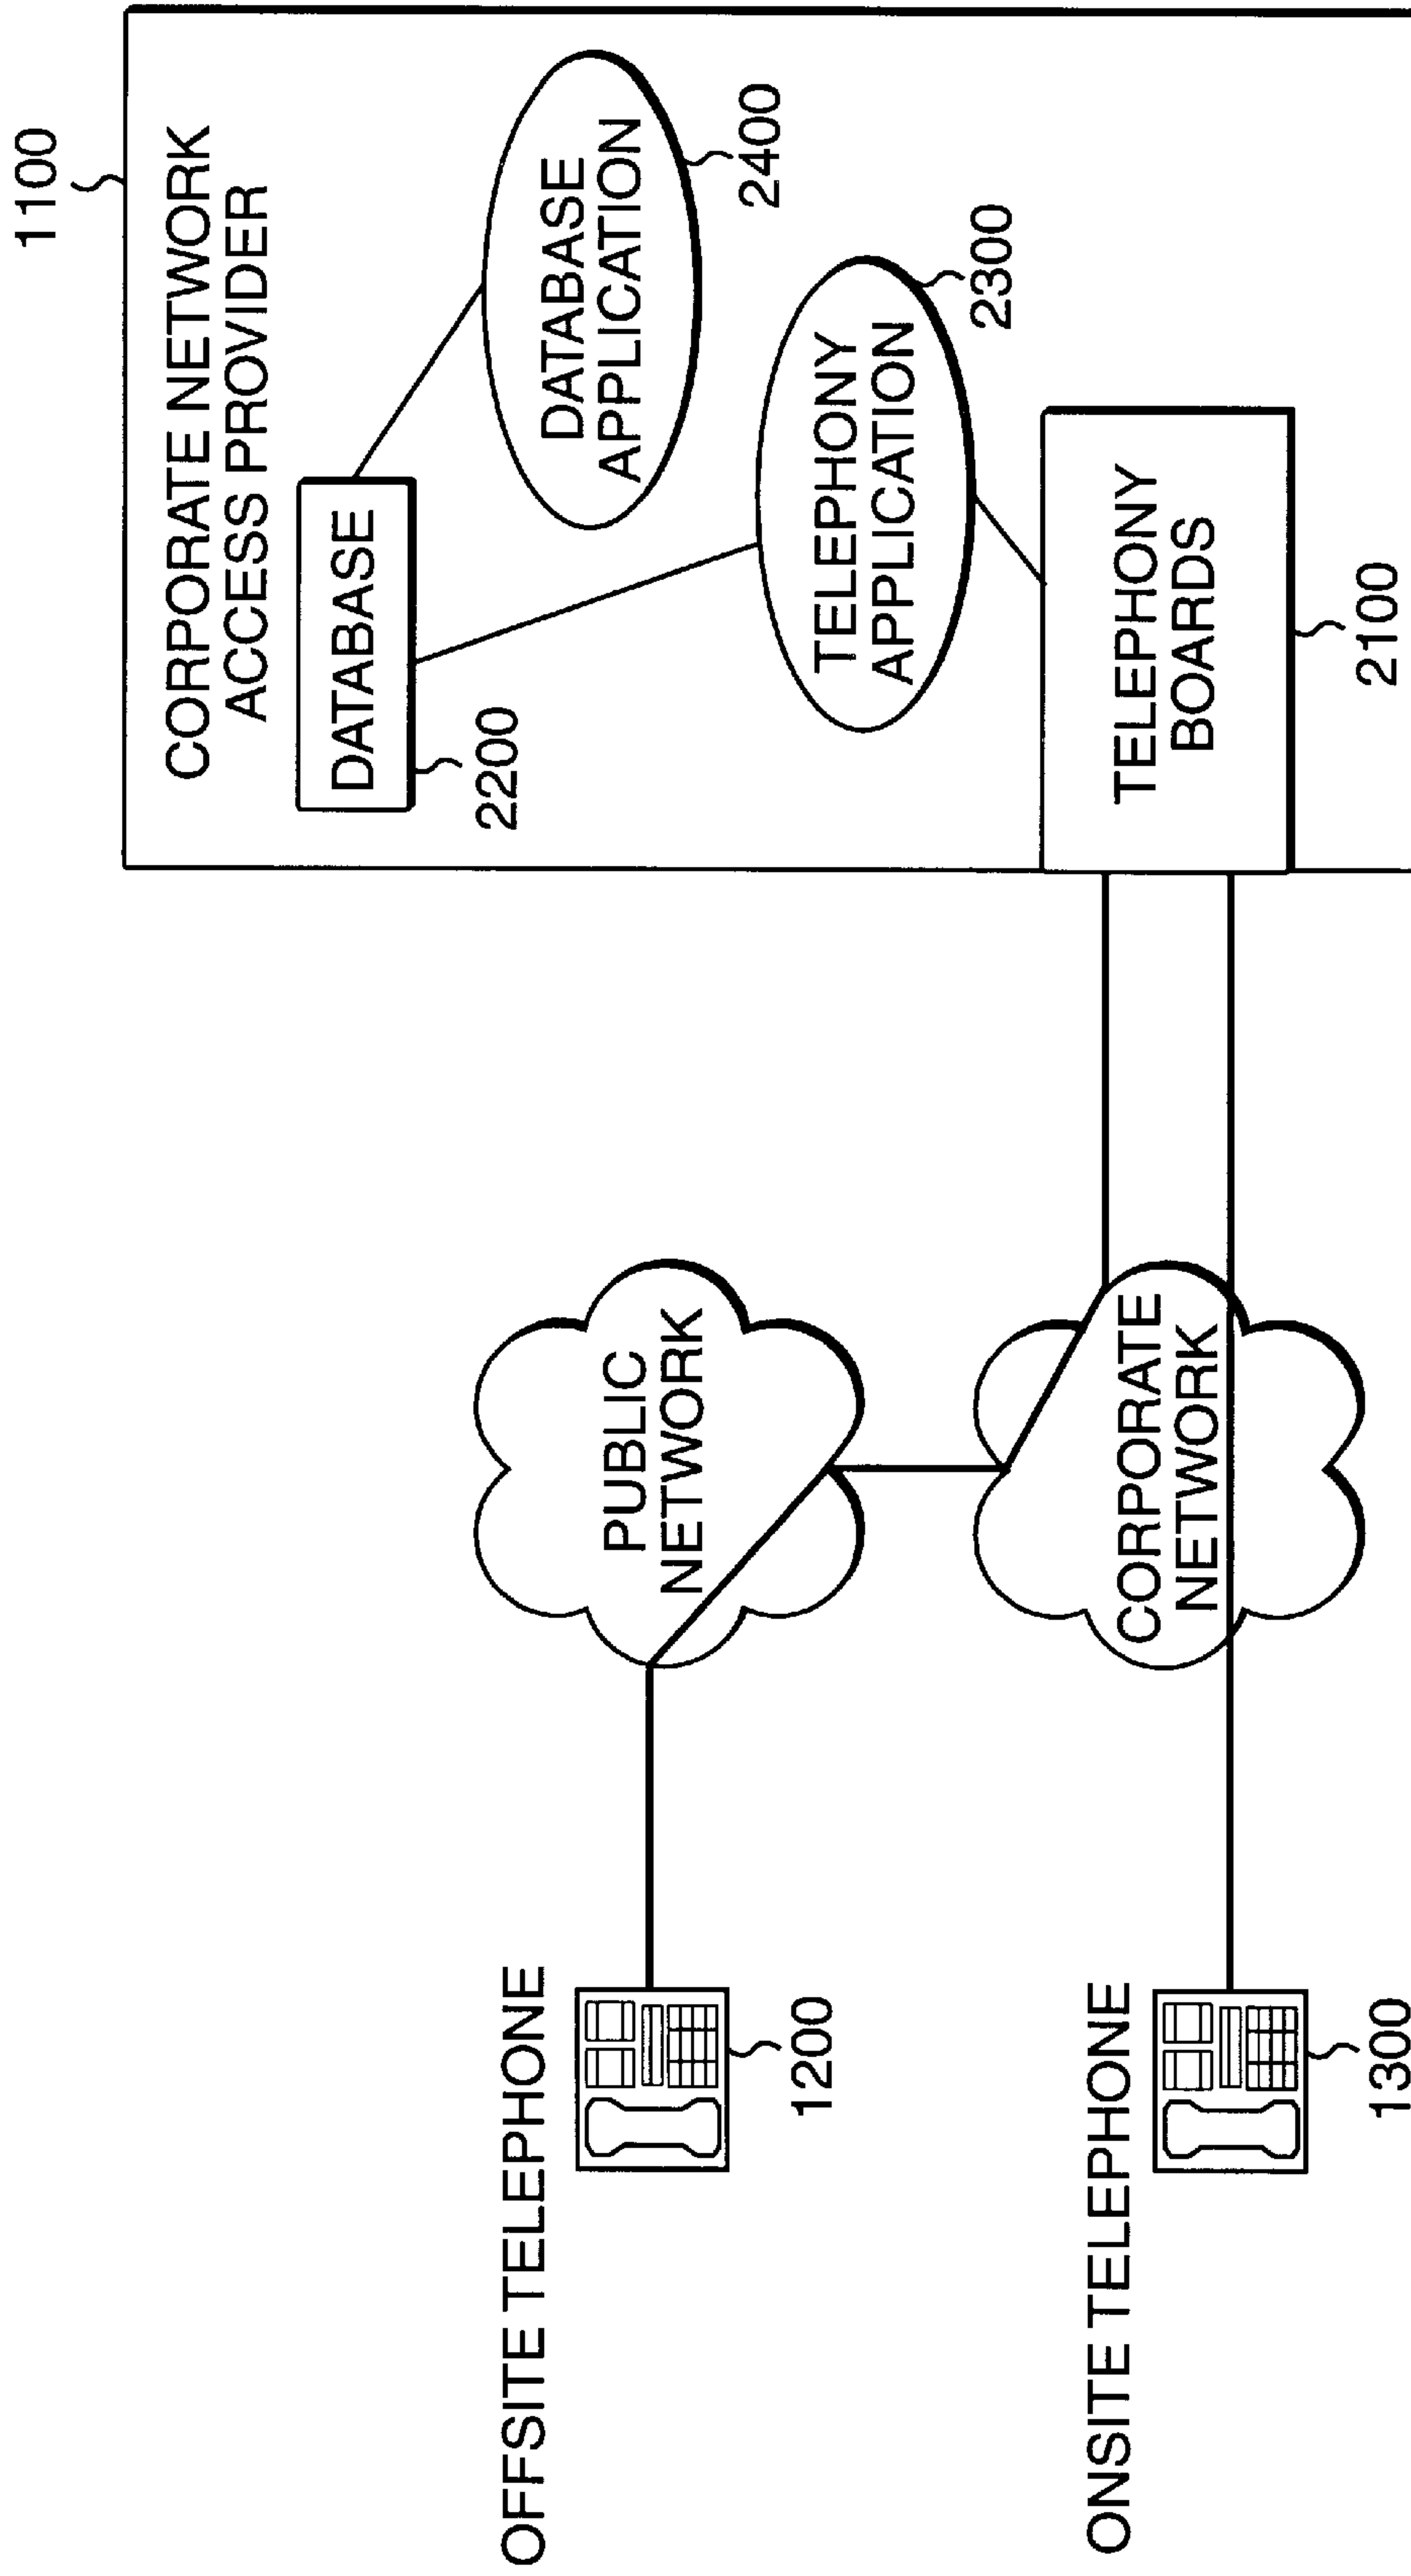 1100
CORPORATE NETWORK
ACCESS PROVIDER
DATABASE
2200
DATABASE
APPLICATION
2400
TELEPHONY
APPLICATION
2300
TELEPHONY
BOARDS
2100
PUBLIC
NETWORK
CORPORATE
NETWORK
OFFSITE TELEPHONE
1200
ONSITE TELEPHONE
1300